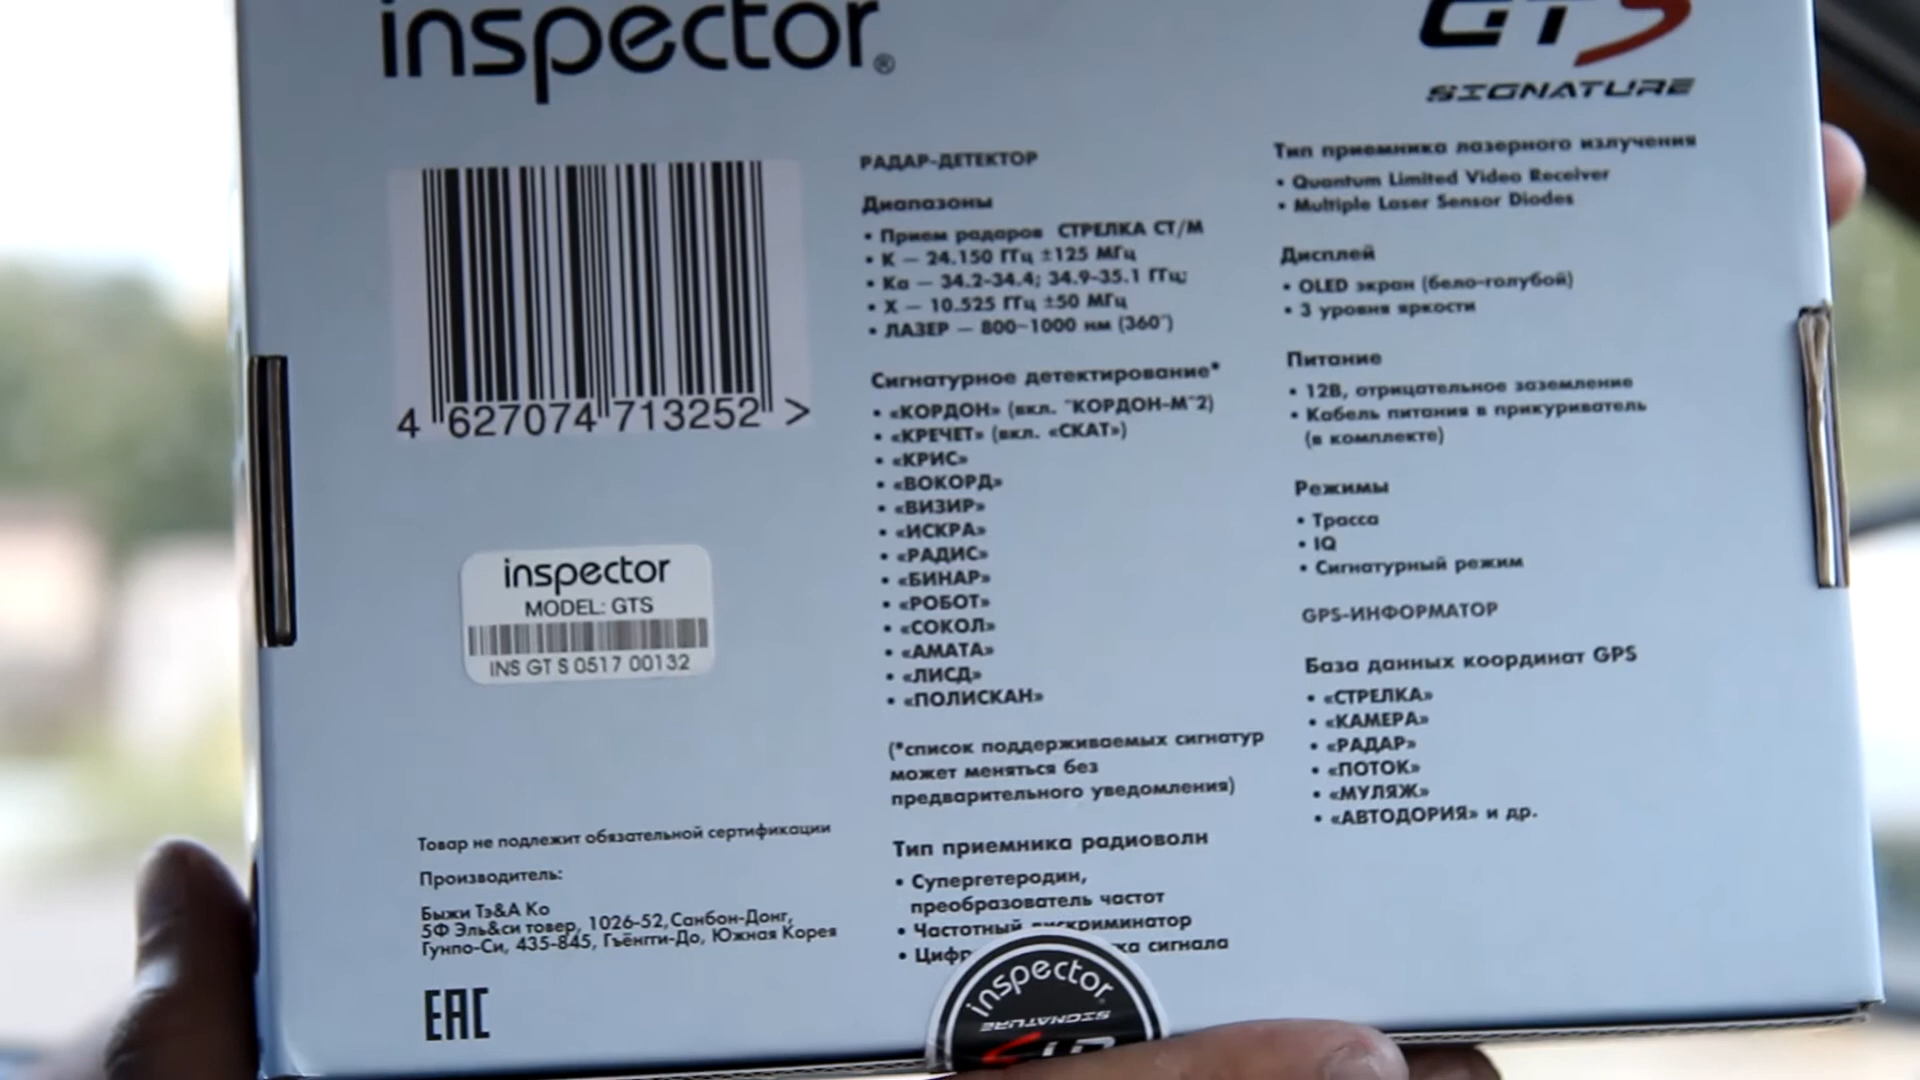 inspector®
GTS
SIGNATURE
4 627074 713252 >
inspector
MODEL: GTS
INS GT S 0517 00132
Товар не подлежит обязательной сертификации
Производитель:
Быжи Тэ&А Ко
5Ф Эль&си товер, 1026-52,Санбон-Донг,
Гунпо-Си, 435-845, Гъёнгги-До, Южная Корея
EAC
РАДАР-ДЕТЕКТОР
Диапазоны
• Прием радаров СТРЕЛКА СТ/М
• К — 24.150 ГГц ±125 МГц
• Ка — 34.2-34.4; 34.9-35.1 ГГц;
• Х — 10.525 ГГц ±50 МГц
• ЛАЗЕР — 800-1000 нм (360°)
Сигнатурное детектирование*
• «КОРДОН» (вкл. "КОРДОН-М"2)
• «КРЕЧЕТ» (вкл. «СКАТ»)
• «КРИС»
• «ВОКОРД»
• «ВИЗИР»
• «ИСКРА»
• «РАДИС»
• «БИНАР»
• «РОБОТ»
• «СОКОЛ»
• «АМАТА»
• «ЛИСД»
• «ПОЛИСКАН»
(*список поддерживаемых сигнатур
может меняться без
предварительного уведомления)
Тип приемника радиоволн
• Супергетеродин,
преобразователь частот
• Частотный дискриминатор
• сигнала
Тип приемника лазерного излучения
• Quantum Limited Video Receiver
• Multiple Laser Sensor Diodes
Дисплей
• OLED экран (бело-голубой)
• 3 уровня яркости
Питание
• 12В, отрицательное заземление
• Кабель питания в прикуриватель
(в комплекте)
Режимы
• Трасса
• IQ
• Сигнатурный режим
GPS-ИНФОРМАТОР
База данных координат GPS
• «СТРЕЛКА»
• «КАМЕРА»
• «РАДАР»
• «ПОТОК»
• «МУЛЯЖ»
• «АВТОДОРИЯ» и др.
inspector
SIGNATURE
GTS